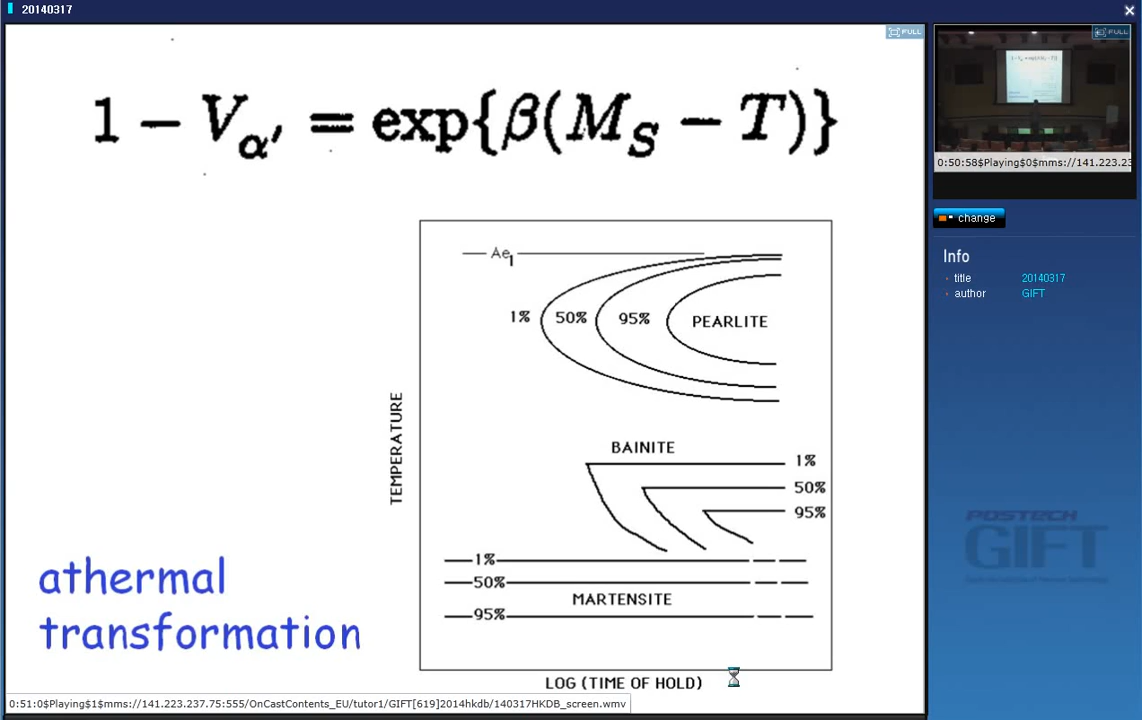 20140317
FULL
1 − V_α′ = exp{β(M_S − T)}
Ae1
1% 50% 95% PEARLITE
TEMPERATURE
BAINITE
1%
50%
95%
1%
50%
MARTENSITE
95%
LOG (TIME OF HOLD)
athermal
transformation
0:51:0$Playing$1$mms://141.223.237.75:555/OnCastContents_EU/tutor1/GIFT[619]2014hkdb/140317HKDB_screen.wmv
FULL
0:50:58$Playing$0$mms://141.223.23
change
Info
title 20140317
author GIFT
POSTECH
GIFT